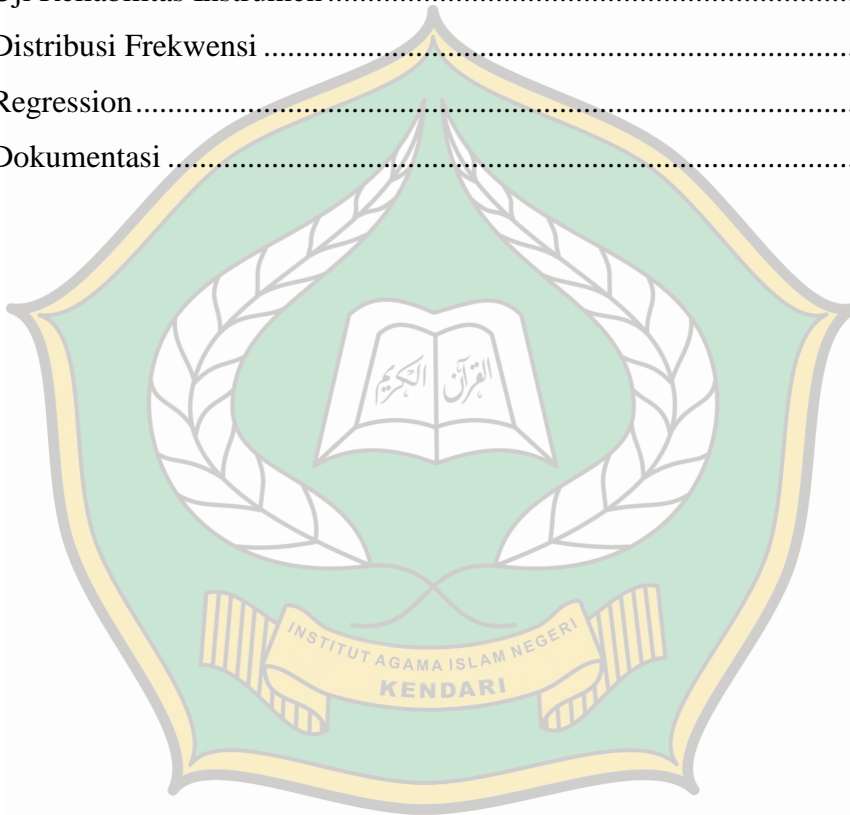 Distribusi Frekwensi ........................................................................
Regression ........................................................................................
Dokumentasi ....................................................................................
القرآن الكريم
INSTITUT AGAMA ISLAM NEGERI
KENDARI